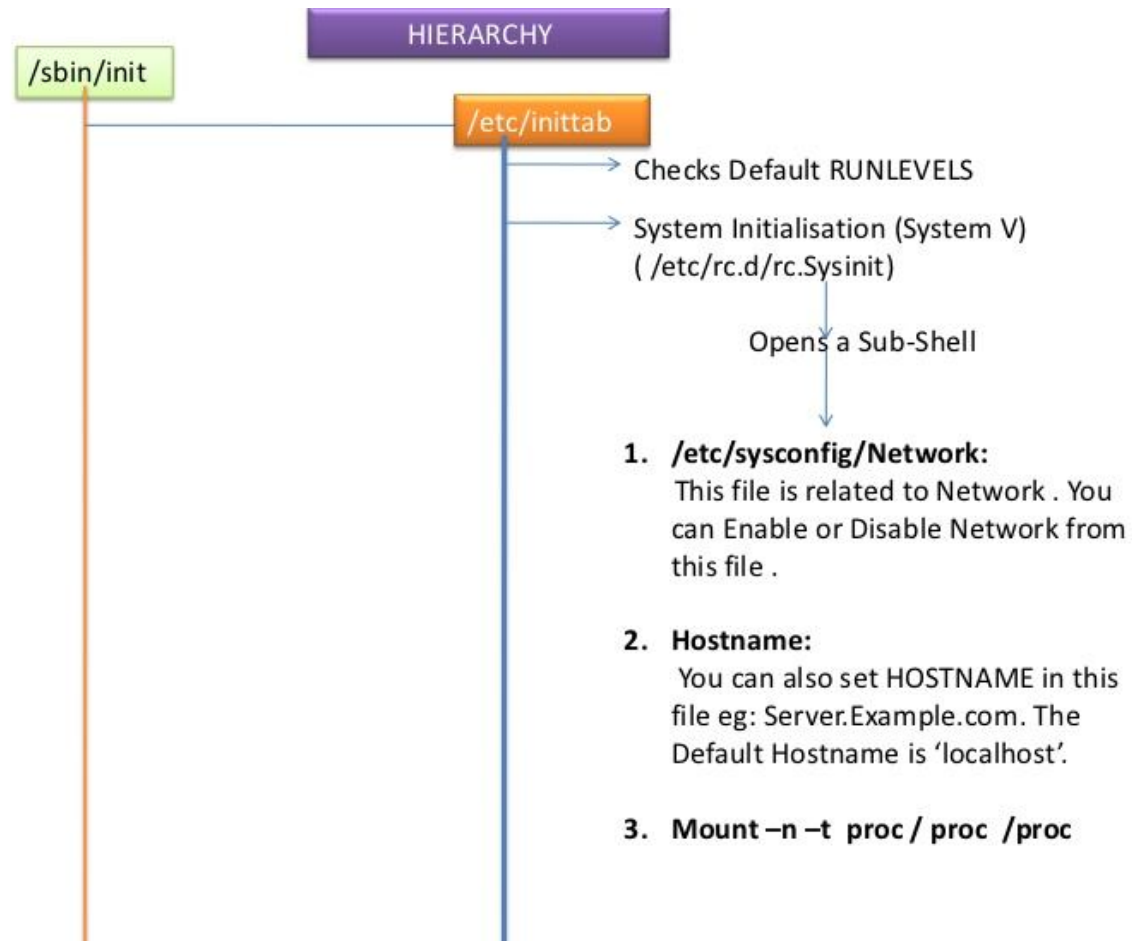 HIERARCHY
/sbin/init
/etc/inittab
Checks Default RUNLEVELS
System Initialisation (System V)
( /etc/rc.d/rc.Sysinit)
Opens a Sub-Shell
1. /etc/sysconfig/Network:
This file is related to Network . You
can Enable or Disable Network from
this file .
2. Hostname:
You can also set HOSTNAME in this
file eg: Server.Example.com. The
Default Hostname is ‘localhost’.
3. Mount –n –t proc / proc /proc